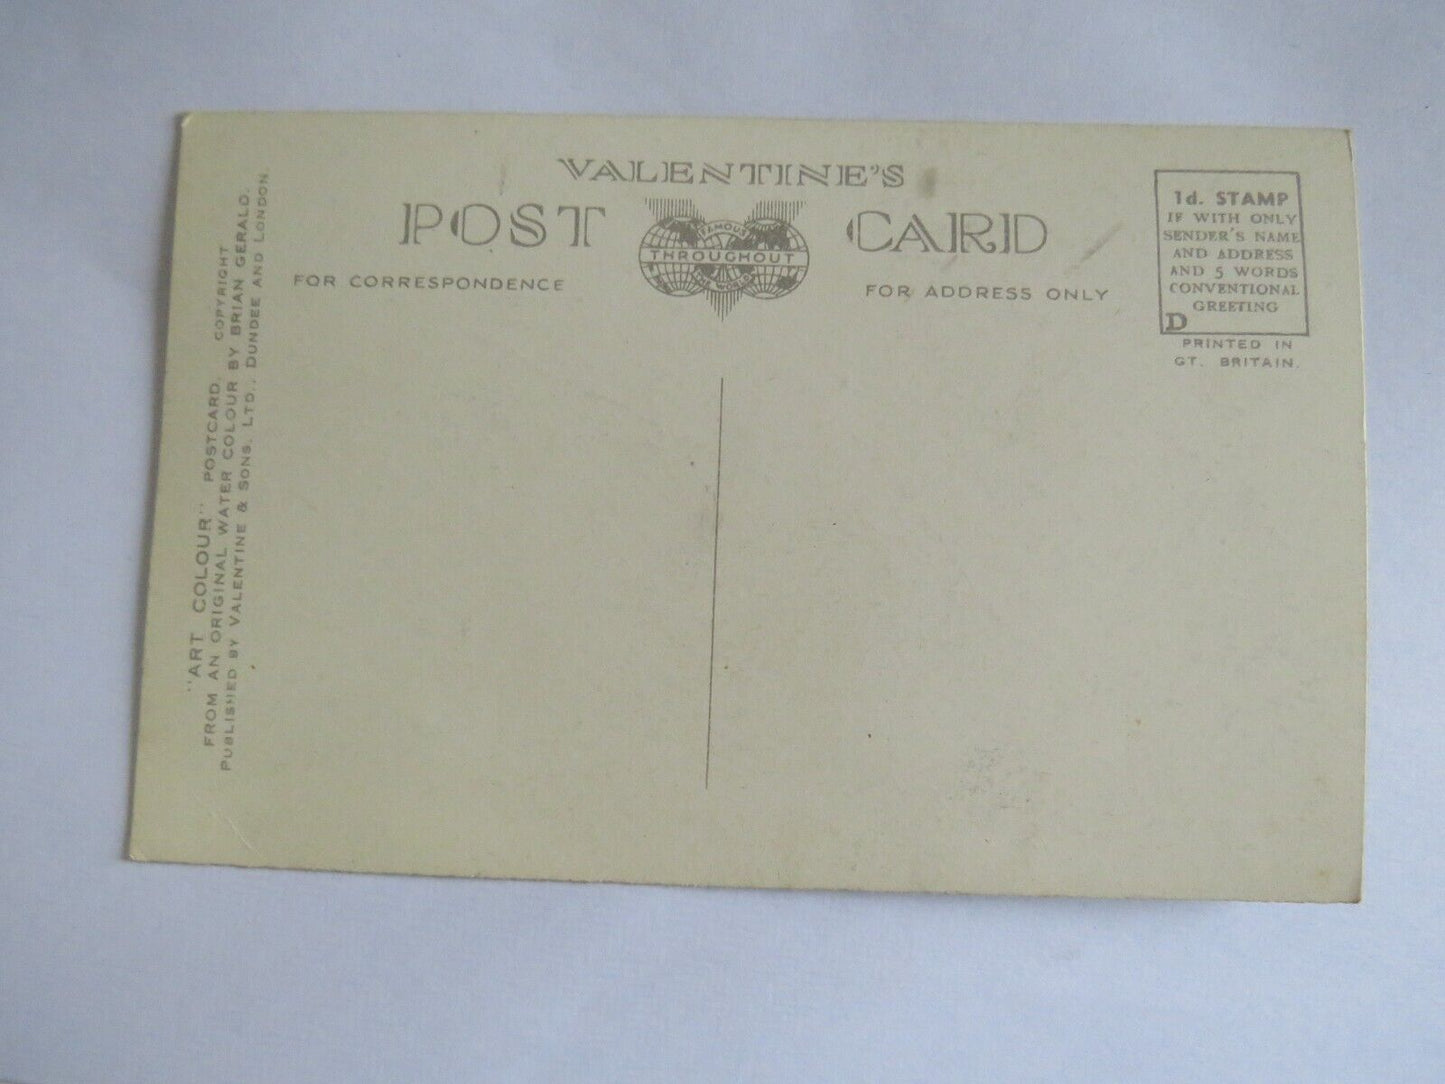 VALENTINE'S
POST CARD
FAMOUS
THROUGHOUT
THE WORLD
FOR CORRESPONDENCE
FOR ADDRESS ONLY
1d. STAMP
IF WITH ONLY
SENDER'S NAME
AND ADDRESS
AND 5 WORDS
CONVENTIONAL
GREETING
D
PRINTED IN
GT. BRITAIN.
"ART COLOUR" POSTCARD. COPYRIGHT
FROM AN ORIGINAL WATER COLOUR BY BRIAN GERALD.
PUBLISHED BY VALENTINE & SONS. LTD., DUNDEE AND LONDON.